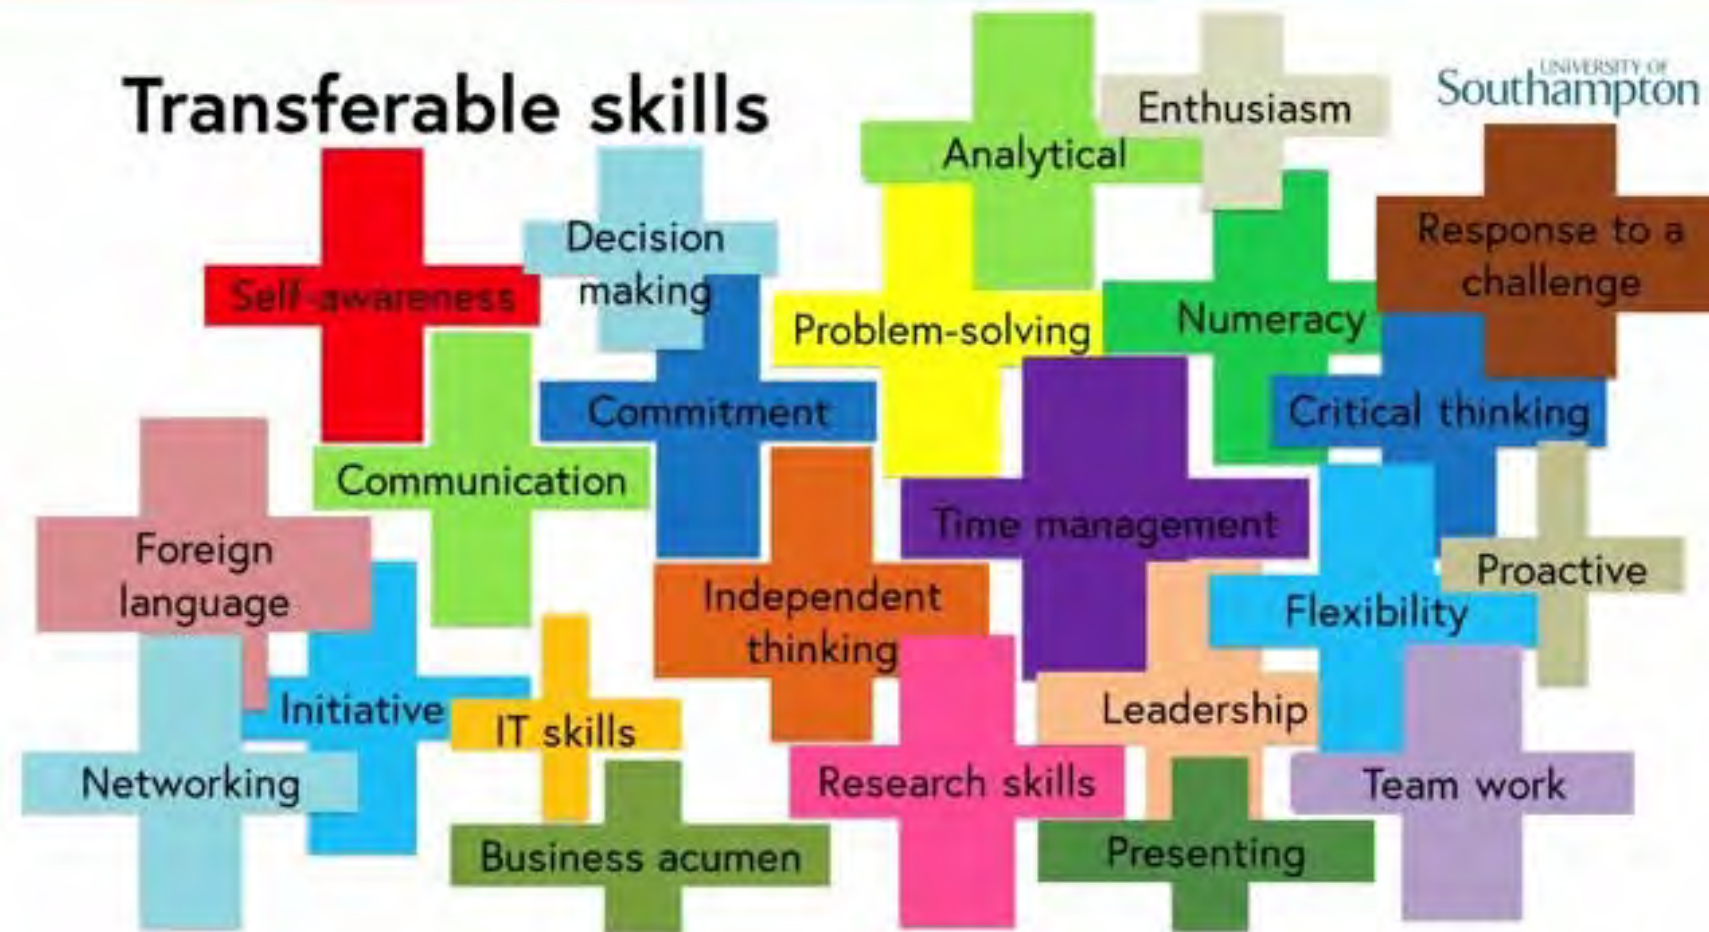 Transferable skills
UNIVERSITY OF
Southampton
Enthusiasm
Analytical
Decision
making
Response to a
challenge
Self-awareness
Problem-solving
Numeracy
Commitment
Critical thinking
Communication
Time management
Foreign
language
Independent
thinking
Flexibility
Proactive
Initiative
IT skills
Leadership
Networking
Research skills
Team work
Business acumen
Presenting